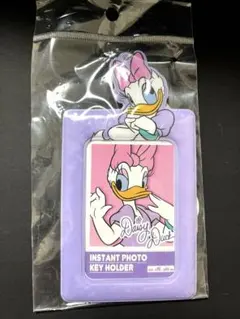 Daisy
Duck
INSTANT PHOTO
KEY HOLDER